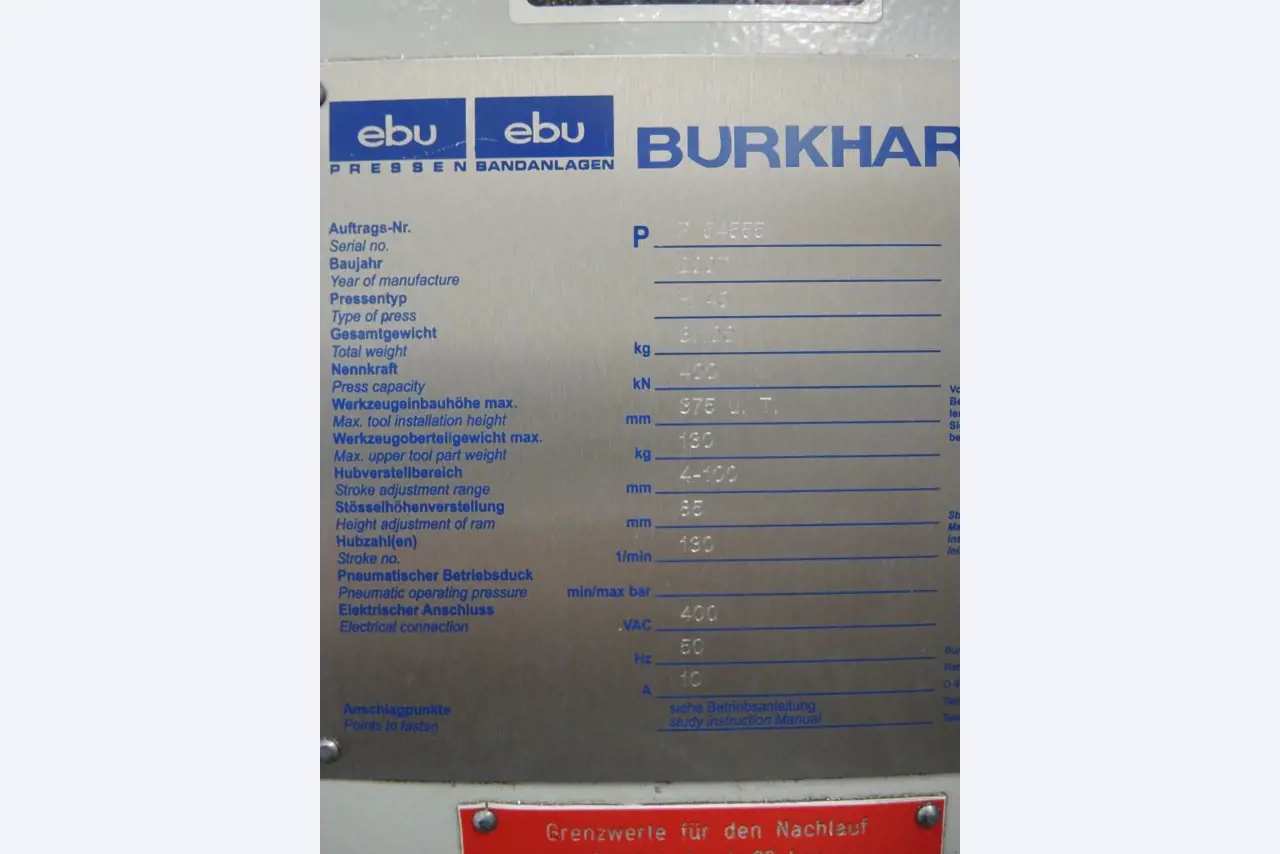 ebu ebu BURKHAR
PRESSEN BANDANLAGEN
Auftrags-Nr. P
Serial no.
Baujahr
Year of manufacture
Pressentyp
Type of press
Gesamtgewicht
Total weight kg
Nennkraft
Press capacity kN 400
Werkzeugeinbauhöhe max.
Max. tool installation height mm 375 u. T.
Werkzeugoberteilgewicht max.
Max. upper tool part weight kg
Hubverstellbereich
Stroke adjustment range mm 4-100
Stösselhöhenverstellung
Height adjustment of ram mm
Hubzahl(en)
Stroke no. 1/min
Pneumatischer Betriebsduck
Pneumatic operating pressure min/max bar
Elektrischer Anschluss
Electrical connection VAC 400
Hz 50
A 10
Anschlagpunkte siehe Betriebsanleitung
Points to fasten study instruction Manual
Grenzwerte für den Nachlauf